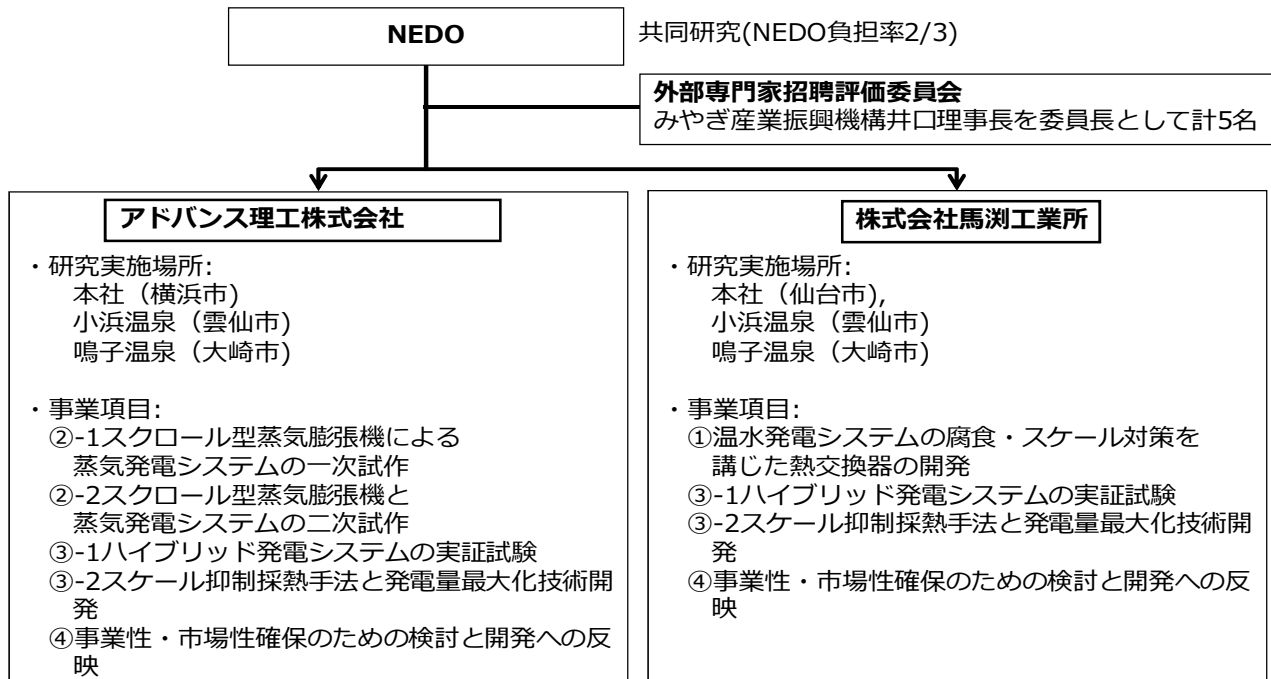 NEDO
共同研究(NEDO負担率2/3)
外部専門家招聘評価委員会
みやぎ産業振興機構井口理事長を委員長として計5名
アドバンス理工株式会社
・研究実施場所:
本社（横浜市)
小浜温泉（雲仙市)
鳴子温泉（大崎市)
・事業項目:
②-1スクロール型蒸気膨張機による
蒸気発電システムの一次試作
②-2スクロール型蒸気膨張機と
蒸気発電システムの二次試作
③-1ハイブリッド発電システムの実証試験
③-2スケール抑制採熱手法と発電量最大化技術開
発
④事業性・市場性確保のための検討と開発への反
映
株式会社馬渕工業所
・研究実施場所:
本社（仙台市),
小浜温泉（雲仙市)
鳴子温泉（大崎市)
・事業項目:
①温水発電システムの腐食・スケール対策を
講じた熱交換器の開発
③-1ハイブリッド発電システムの実証試験
③-2スケール抑制採熱手法と発電量最大化技術開
発
④事業性・市場性確保のための検討と開発への反
映